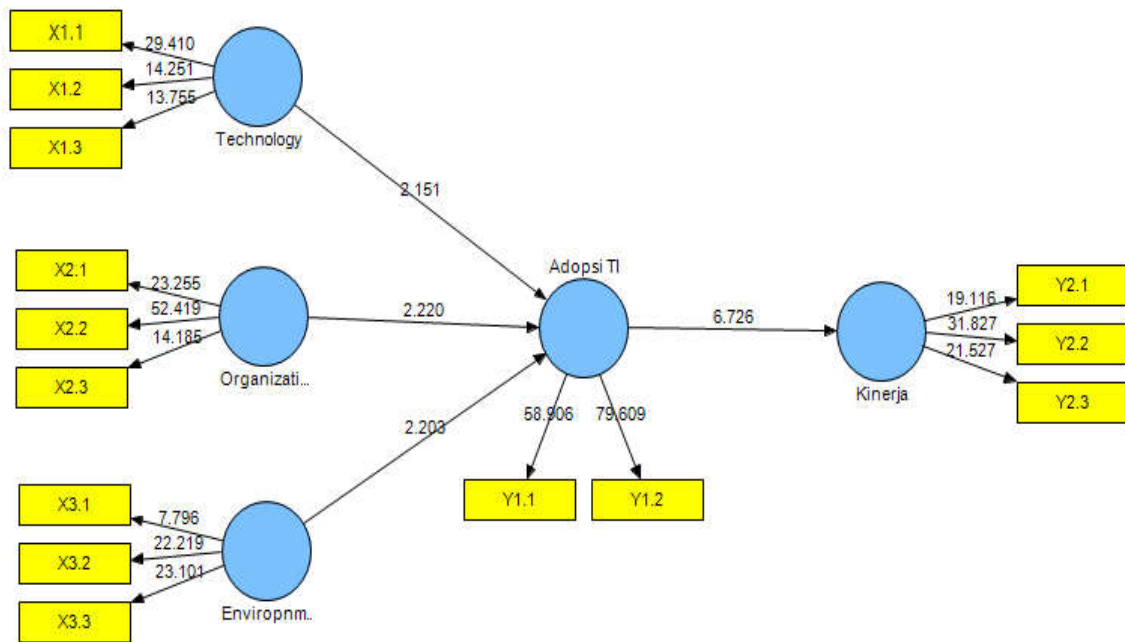 X1.1
29.410
X1.2
14.251
X1.3
13.755
Technology
2.151
X2.1
23.255
X2.2
52.419
X2.3
14.185
Organizati...
2.220
Adopsi TI
6.726
58.906
79.609
Y1.1
Y1.2
Kinerja
19.116
Y2.1
31.827
Y2.2
21.527
Y2.3
2.203
X3.1
7.796
X3.2
22.219
X3.3
23.101
Enviropnm..